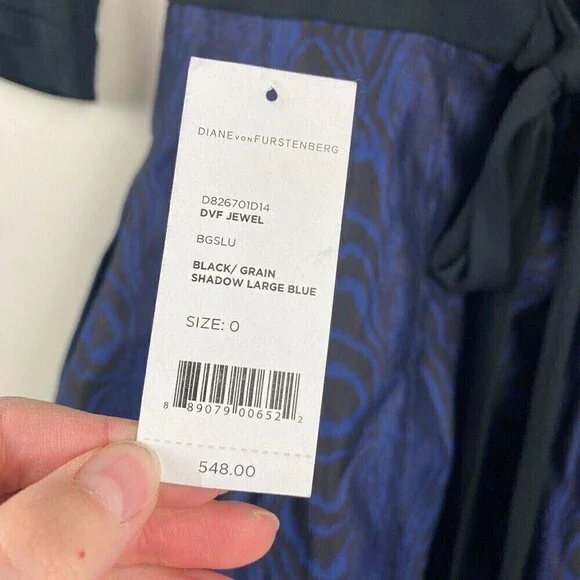 DIANE VON FURSTENBERG
D826701D14
DVF JEWEL
BGSLU
BLACK/ GRAIN
SHADOW LARGE BLUE
SIZE: 0
8 89079 00652 2
548.00